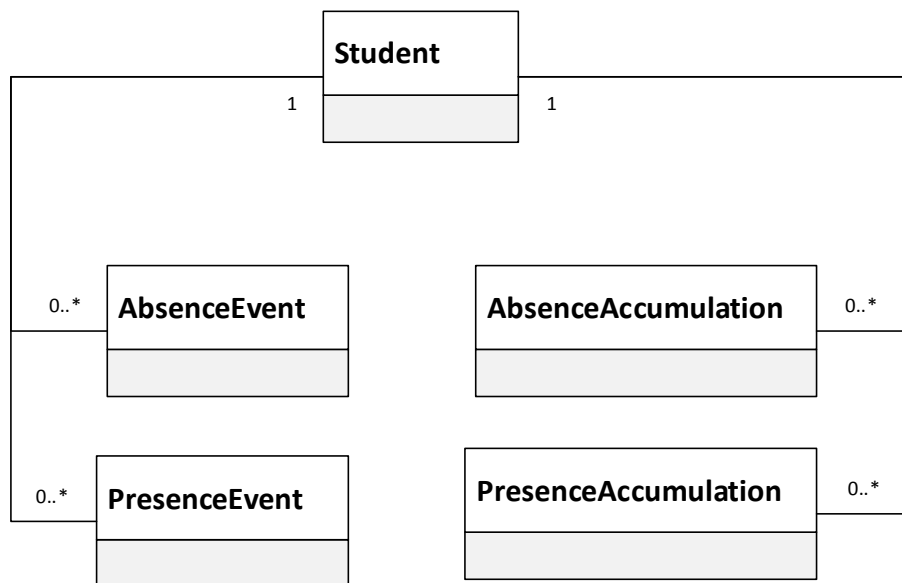 Student
1
1
AbsenceEvent
0..*
AbsenceAccumulation
0..*
PresenceEvent
0..*
PresenceAccumulation
0..*